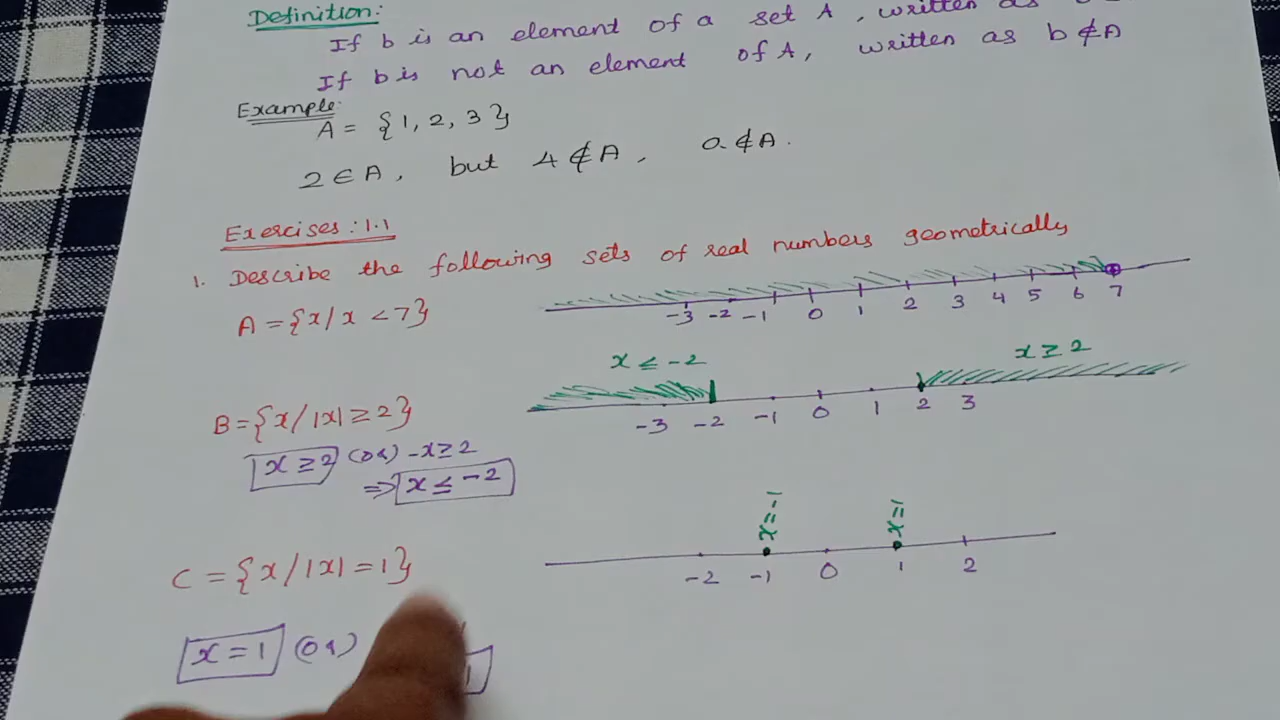 Definition:
If b is an element of a set A, written as
If b is not an element of A, written as b ∉ A
Example:
A = {1, 2, 3}
2 ∈ A, but 4 ∉ A, 0 ∉ A.
Exercises: 1.1
1. Describe the following sets of real numbers geometrically
A = {x / x < 7}
-3 -2 -1 0 1 2 3 4 5 6 7
x ≤ -2 x ≥ 2
B = {x / |x| ≥ 2}
-3 -2 -1 0 1 2 3
x ≥ 2 (or) -x ≥ 2
⇒ x ≤ -2
x = -1 x = 1
C = {x / |x| = 1}
-2 -1 0 1 2
x = 1 (or)